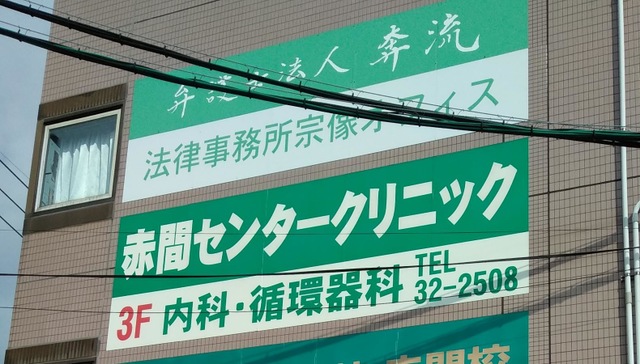 弁護士法人 奔流
法律事務所宗像オフィス
赤間センタークリニック
3F 内科・循環器科 TEL 32-2508
門校